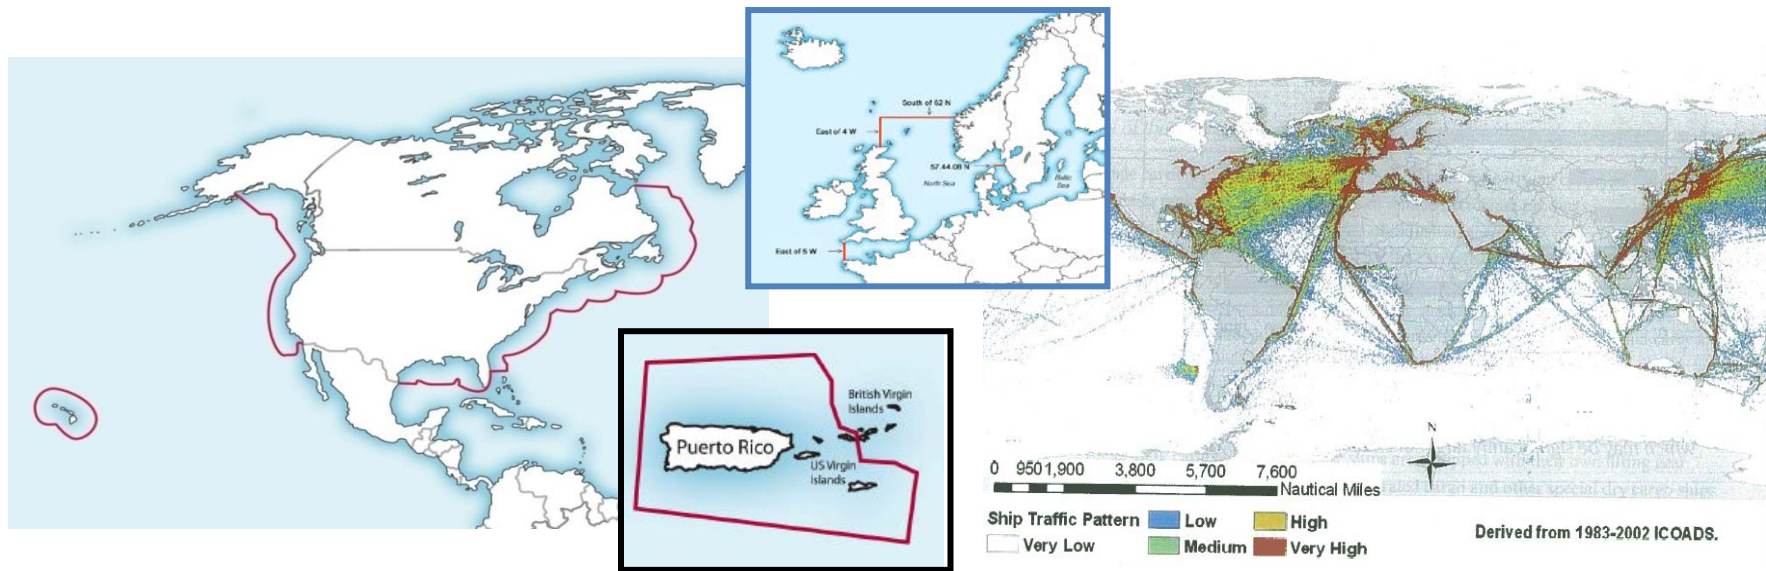 South of 62 N
East of 4 W
57.44.08 N
North Sea
Baltic
Sea
East of 5 W
British Virgin
Islands
Puerto Rico
US Virgin
Islands
N
0 950 1,900 3,800 5,700 7,600
Nautical Miles
Ship Traffic Pattern
Very Low
Low
Medium
High
Very High
Derived from 1983-2002 ICOADS.